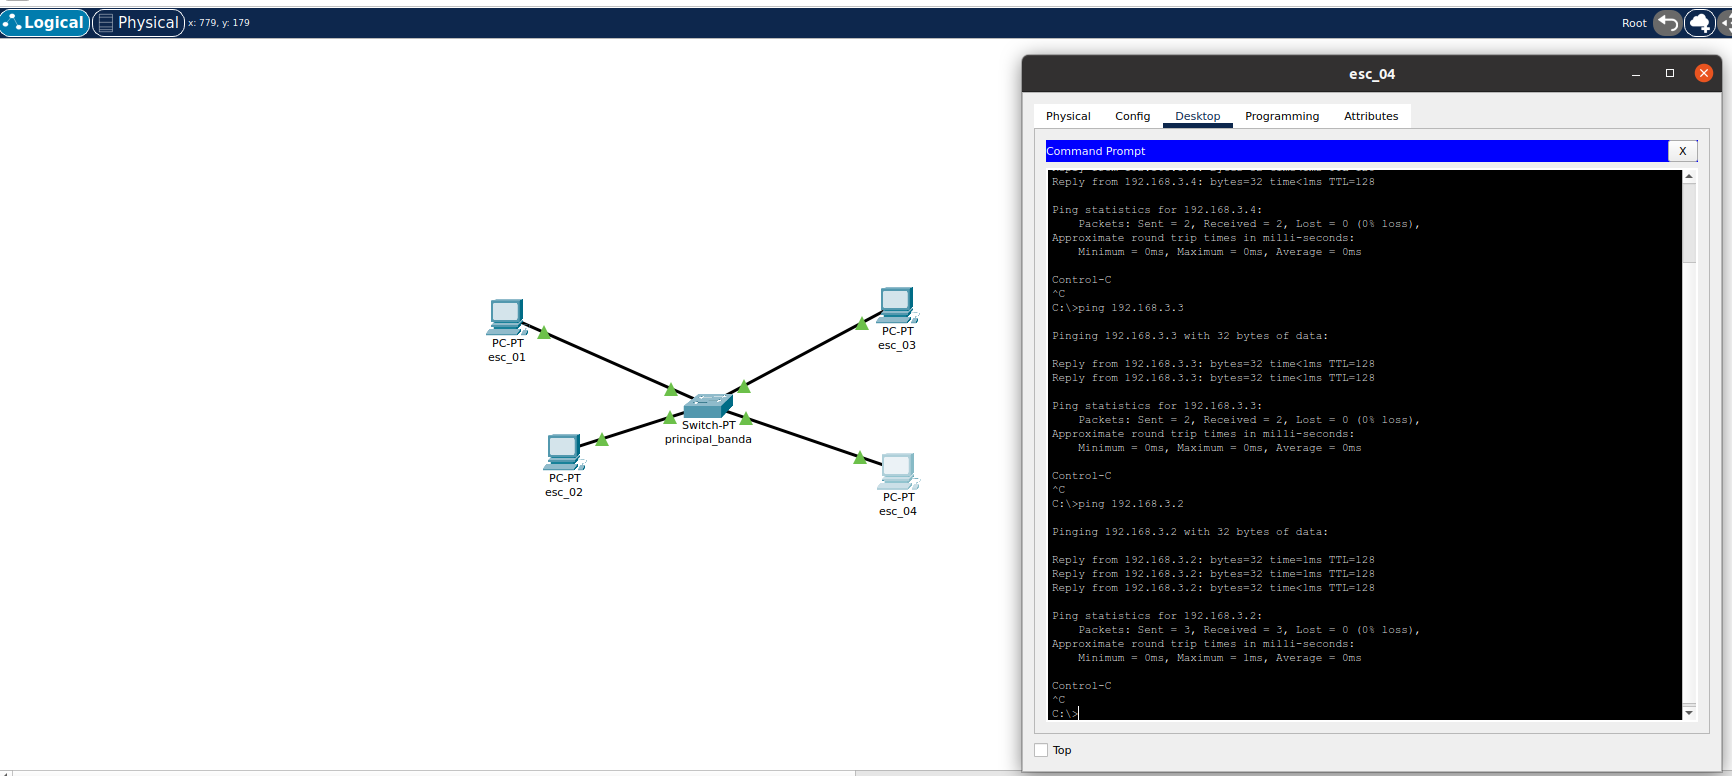 Logical
Physical
x: 779, y: 179
Root
PC-PT
esc_01
PC-PT
esc_03
Switch-PT
principal_banda
PC-PT
esc_02
PC-PT
esc_04
esc_04
Physical Config Desktop Programming Attributes
Command Prompt
X
Reply from 192.168.3.4: bytes=32 time<1ms TTL=128
Ping statistics for 192.168.3.4:
Packets: Sent = 2, Received = 2, Lost = 0 (0% loss),
Approximate round trip times in milli-seconds:
Minimum = 0ms, Maximum = 0ms, Average = 0ms
Control-C
^C
C:\>ping 192.168.3.3
Pinging 192.168.3.3 with 32 bytes of data:
Reply from 192.168.3.3: bytes=32 time<1ms TTL=128
Reply from 192.168.3.3: bytes=32 time<1ms TTL=128
Ping statistics for 192.168.3.3:
Packets: Sent = 2, Received = 2, Lost = 0 (0% loss),
Approximate round trip times in milli-seconds:
Minimum = 0ms, Maximum = 0ms, Average = 0ms
Control-C
^C
C:\>ping 192.168.3.2
Pinging 192.168.3.2 with 32 bytes of data:
Reply from 192.168.3.2: bytes=32 time=1ms TTL=128
Reply from 192.168.3.2: bytes=32 time=1ms TTL=128
Reply from 192.168.3.2: bytes=32 time<1ms TTL=128
Ping statistics for 192.168.3.2:
Packets: Sent = 3, Received = 3, Lost = 0 (0% loss),
Approximate round trip times in milli-seconds:
Minimum = 0ms, Maximum = 1ms, Average = 0ms
Control-C
^C
C:\>
Top